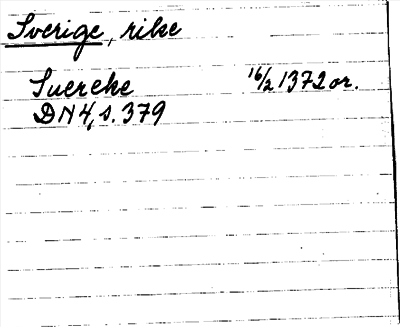 Sverige, rike
Suereke 16/2 1372 or.
DN 4, s. 379